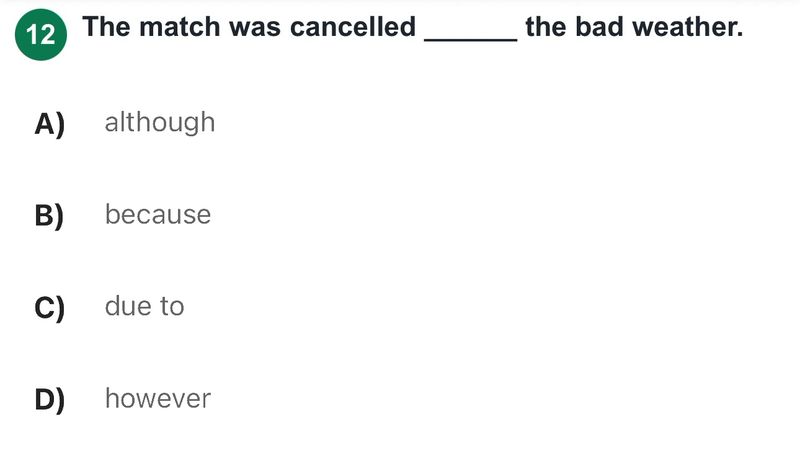 12 The match was cancelled ______ the bad weather.
A) although
B) because
C) due to
D) however